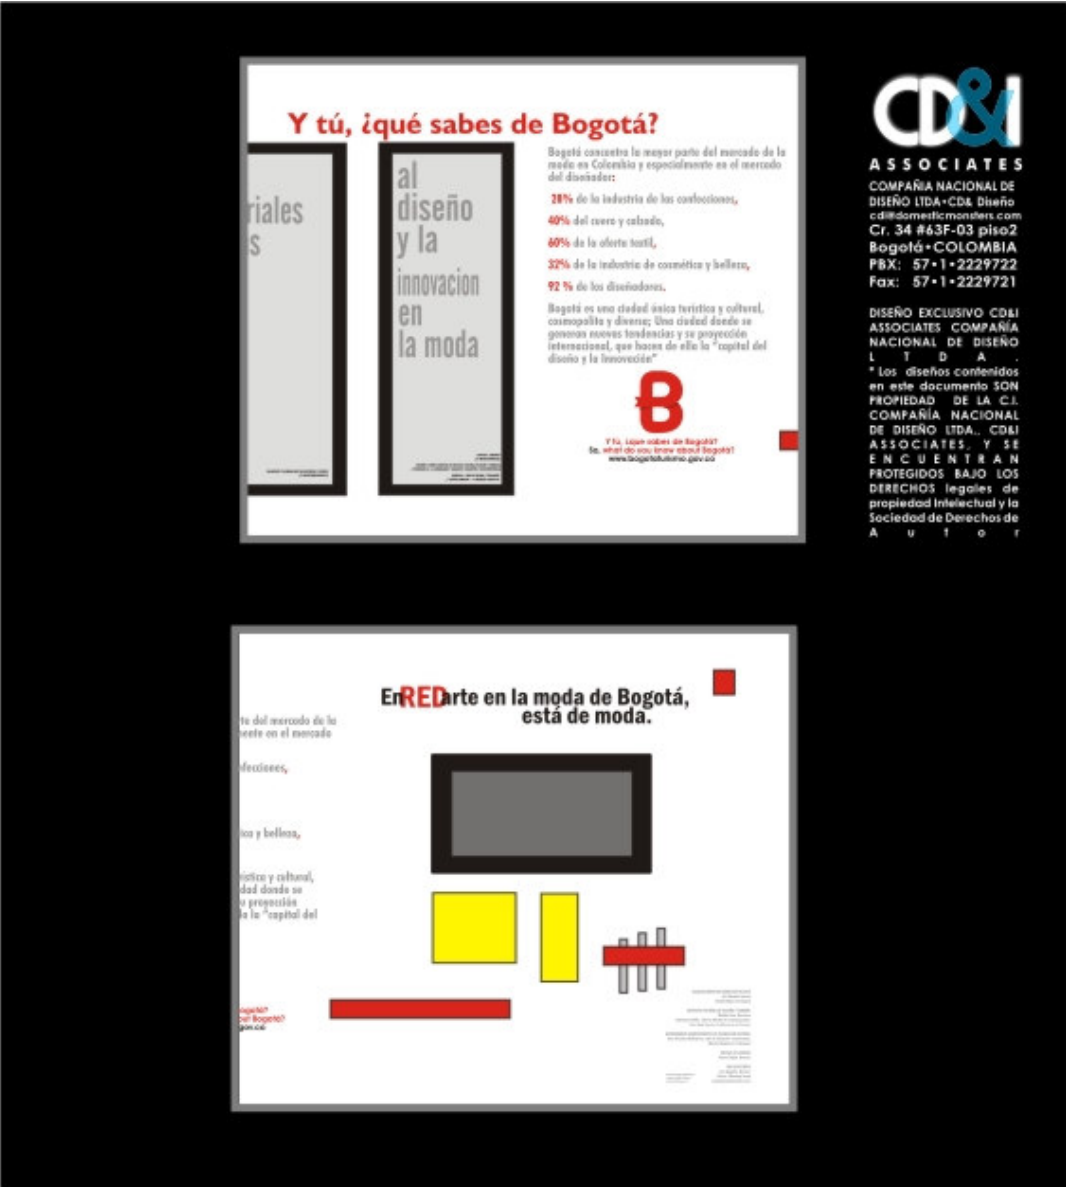 Y tú, ¿qué sabes de Bogotá?
riales
s
al
diseño
y la
innovacion
en
la moda
Bogotá concentra la mayor parte del mercado de la
moda en Colombia y especialmente en el mercado
del diseñador:
28% de la industria de las confecciones,
40% del cuero y calzado,
60% de la oferta textil,
32% de la industria de cosmética y belleza,
92 % de los diseñadores.
Bogotá es una ciudad única turística y cultural,
cosmopolita y diversa; Una ciudad donde se
generan nuevas tendencias y su proyección
internacional, que hacen de ella la "capital del
diseño y la Innovación"
B
Y tú, ¿que sabes de Bogotá?
So, what do you know about Bogotá?
www.bogotaturismo.gov.co
CD&I
ASSOCIATES
COMPAÑIA NACIONAL DE
DISEÑO LTDA•CD& Diseño
cdi@domesticmonsters.com
Cr. 34 #63F-03 piso2
Bogotá•COLOMBIA
PBX: 57•1•2229722
Fax: 57•1•2229721
DISEÑO EXCLUSIVO CD&I
ASSOCIATES COMPAÑÍA
NACIONAL DE DISEÑO
L T D A .
* Los diseños contenidos
en este documento SON
PROPIEDAD DE LA C.I.
COMPAÑÍA NACIONAL
DE DISEÑO LTDA., CD&I
ASSOCIATES, Y SE
ENCUENTRAN
PROTEGIDOS BAJO LOS
DERECHOS legales de
propiedad Intelectual y la
Sociedad de Derechos de
A u t o r
EnREDarte en la moda de Bogotá,
está de moda.
te del mercado de la
ente en el mercado
nfecciones,
ica y belleza,
rística y cultural,
dad donde se
u proyección
la la "capital del
ogotá?
out Bogotá?
gov.co